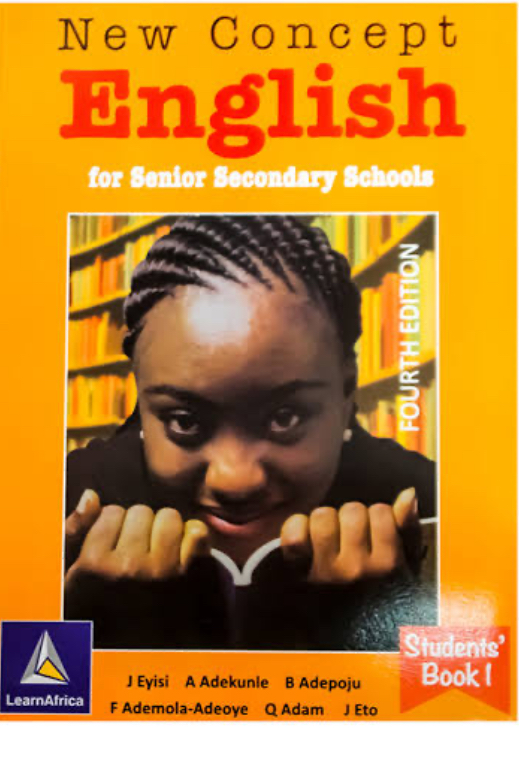 New Concept
English
for Senior Secondary Schools
FOURTH EDITION
Students'
Book 1
LearnAfrica
J Eyisi A Adekunle B Adepoju
F Ademola-Adeoye Q Adam J Eto